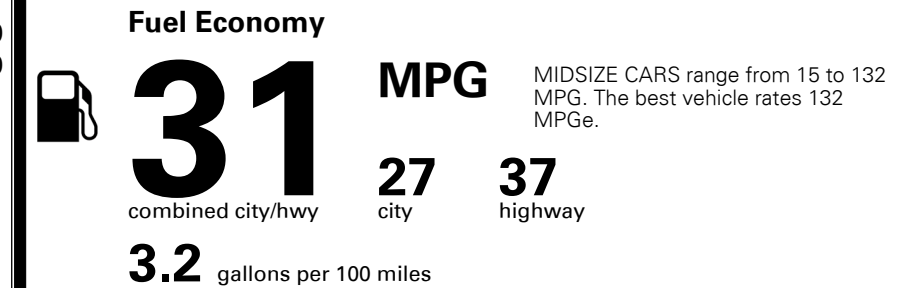 Fuel Economy
31
MPG
MIDSIZE CARS range from 15 to 132
MPG. The best vehicle rates 132
MPGe.
27
37
combined city/hwy
city
highway
3.2 gallons per 100 miles